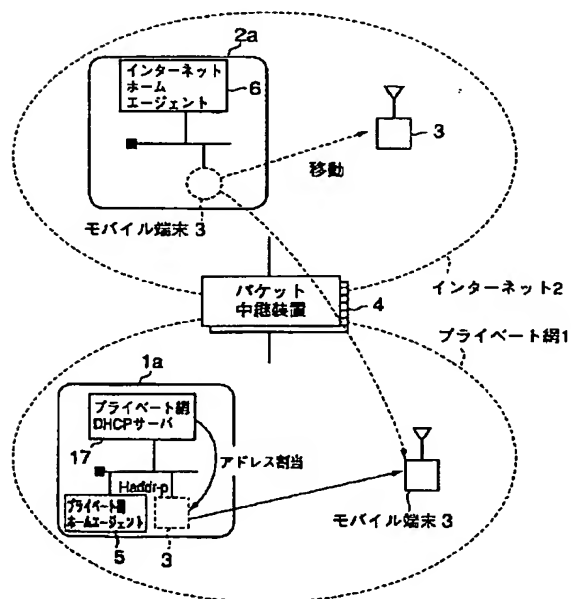 2a
インターネット
ホーム
エージェント
6
3
移動
モバイル端末 3
インターネット2
パケット
中継装置
4
プライベート網1
1a
プライベート網
DHCPサーバ
17
アドレス割当
Haddr-p
プライベート網
ホームエージェント
5
3
モバイル端末 3